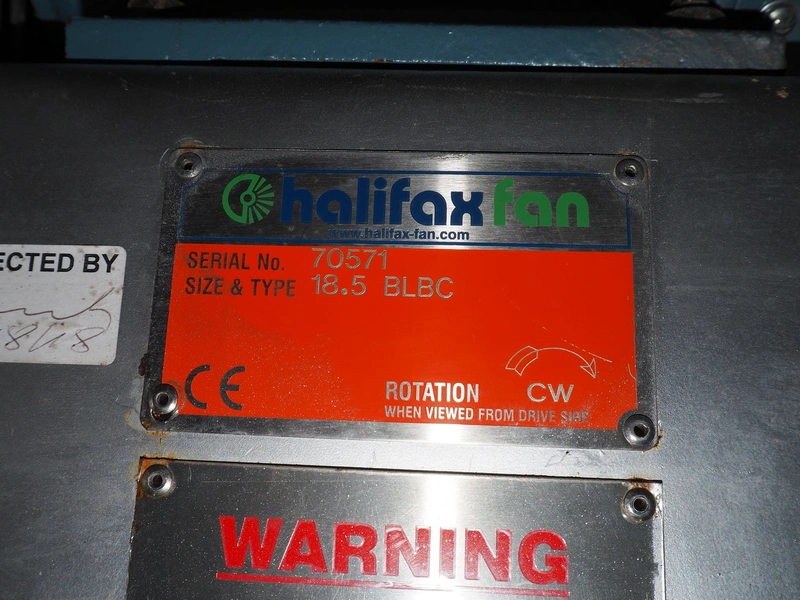 halifax fan
www.halifax-fan.com
SERIAL No. 70571
SIZE & TYPE 18.5 BLBC
CE
ROTATION CW
WHEN VIEWED FROM DRIVE SIDE
ECTED BY
WARNING